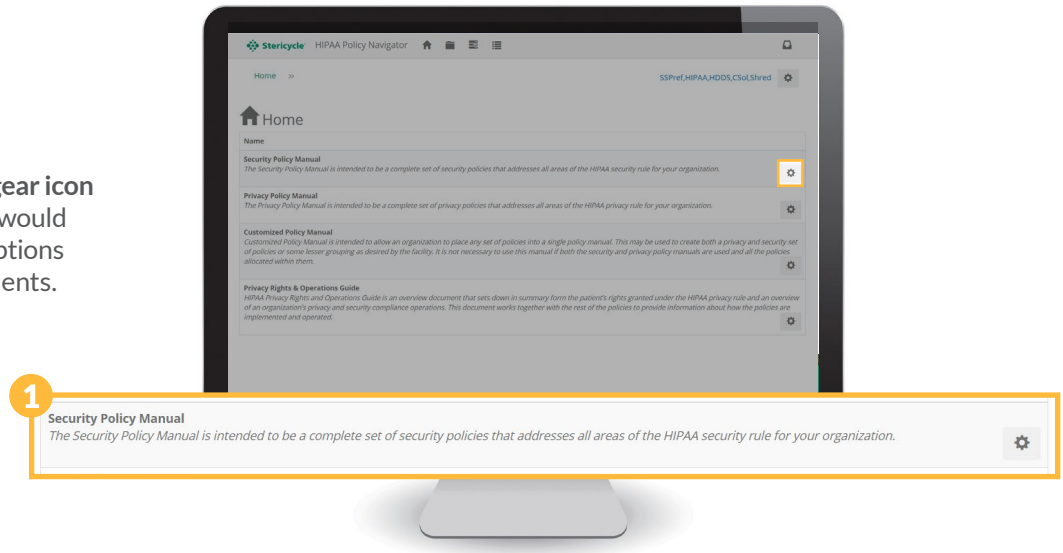 Stericycle HIPAA Policy Navigator
Home »
SSPref,HIPAA,HDDS,CSol,Shred
Home
Name
Security Policy Manual
The Security Policy Manual is intended to be a complete set of security policies that addresses all areas of the HIPAA security rule for your organization.
Privacy Policy Manual
The Privacy Policy Manual is intended to be a complete set of privacy policies that addresses all areas of the HIPAA privacy rule for your organization.
Customized Policy Manual
Customized Policy Manual is intended to allow an organization to place any set of policies into a single policy manual. This may be used to create both a privacy and security set
of policies or some lesser grouping as desired by the facility. It is not necessary to use this manual if both the security and privacy policy manuals are used and all the policies
allocated within them.
Privacy Rights & Operations Guide
HIPAA Privacy Rights and Operations Guide is an overview document that sets down in summary form the patient's rights granted under the HIPAA privacy rule and an overview
of an organization's privacy and security compliance operations. This document works together with the rest of the policies to provide information about how the policies are
implemented and operated.
gear icon
would
1
Security Policy Manual
The Security Policy Manual is intended to be a complete set of security policies that addresses all areas of the HIPAA security rule for your organization.